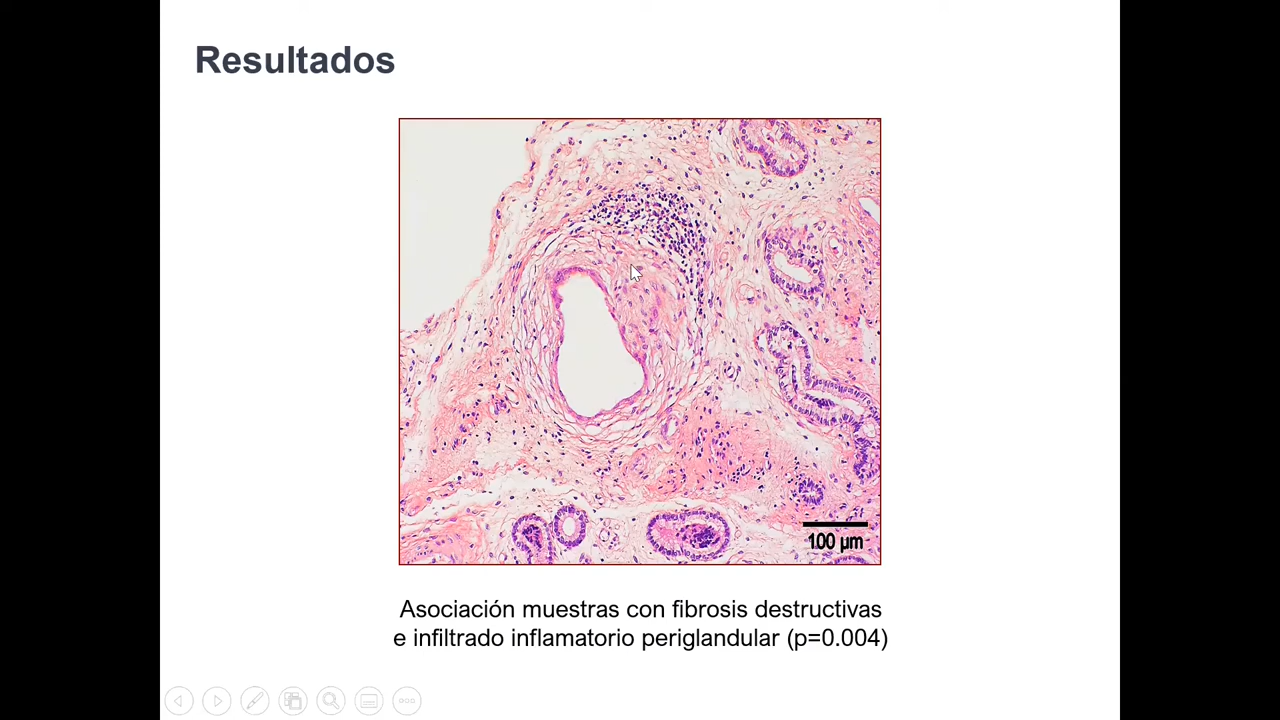 Resultados
100 µm
Asociación muestras con fibrosis destructivas
e infiltrado inflamatorio periglandular (p=0.004)